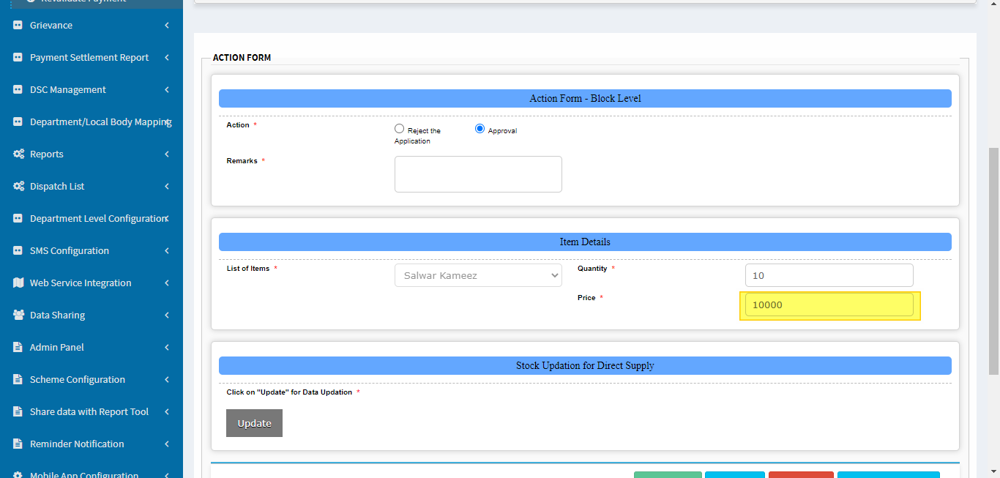 Revalidate Payment
Grievance
Payment Settlement Report
DSC Management
Department/Local Body Mapping
Reports
Dispatch List
Department Level Configuration
SMS Configuration
Web Service Integration
Data Sharing
Admin Panel
Scheme Configuration
Share data with Report Tool
Reminder Notification
Mobile App Configuration
ACTION FORM
Action Form - Block Level
Action *
Reject the
Application
Approval
Remarks *
Item Details
List of Items *
Salwar Kameez
Quantity *
10
Price *
10000
Stock Updation for Direct Supply
Click on "Update" for Data Updation *
Update